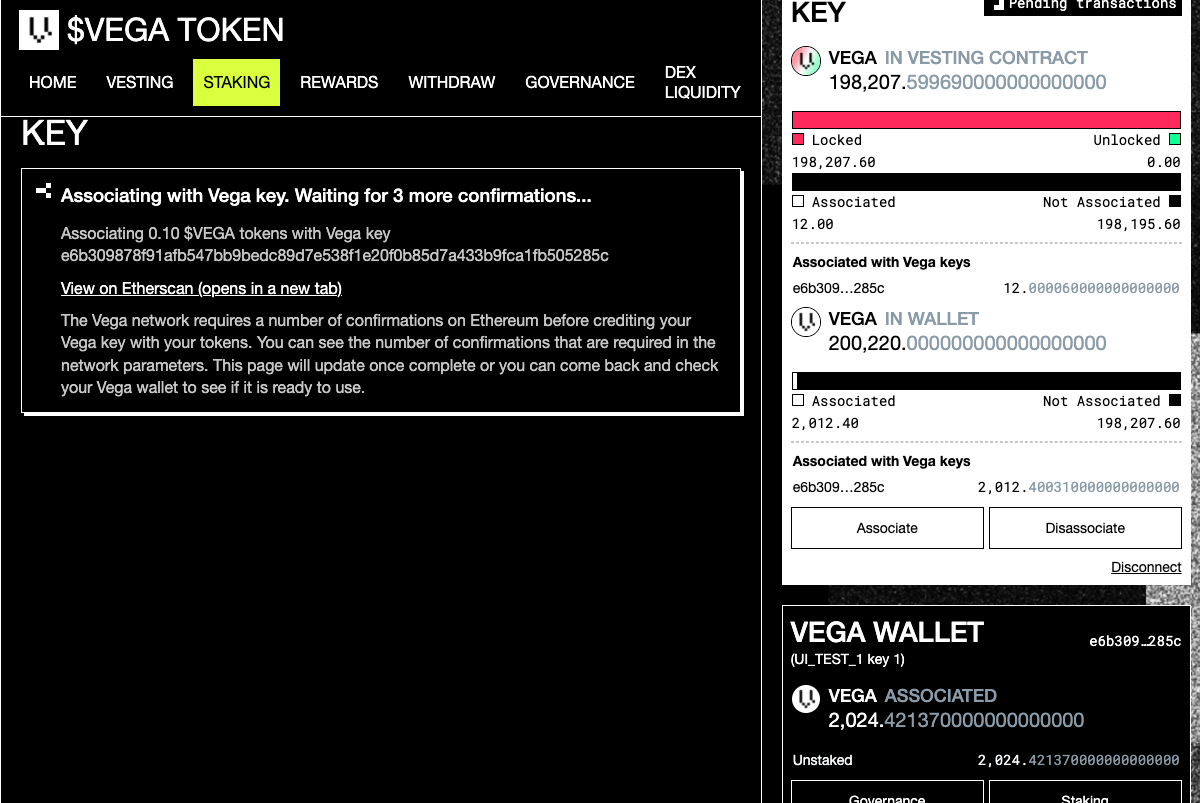 $VEGA TOKEN
HOME VESTING STAKING REWARDS WITHDRAW GOVERNANCE DEX LIQUIDITY
KEY
Associating with Vega key. Waiting for 3 more confirmations...
Associating 0.10 $VEGA tokens with Vega key
e6b309878f91afb547bb9bedc89d7e538f1e20f0b85d7a433b9fca1fb505285c
View on Etherscan (opens in a new tab)
The Vega network requires a number of confirmations on Ethereum before crediting your
Vega key with your tokens. You can see the number of confirmations that are required in the
network parameters. This page will update once complete or you can come back and check
your Vega wallet to see if it is ready to use.
KEY
Pending transactions
VEGA IN VESTING CONTRACT
198,207.599690000000000000
Locked Unlocked
198,207.60 0.00
Associated Not Associated
12.00 198,195.60
Associated with Vega keys
e6b309…285c 12.000060000000000000
VEGA IN WALLET
200,220.000000000000000000
Associated Not Associated
2,012.40 198,207.60
Associated with Vega keys
e6b309…285c 2,012.400310000000000000
Associate Disassociate
Disconnect
VEGA WALLET e6b309…285c
(UI_TEST_1 key 1)
VEGA ASSOCIATED
2,024.421370000000000000
Unstaked 2,024.421370000000000000
Governance Staking